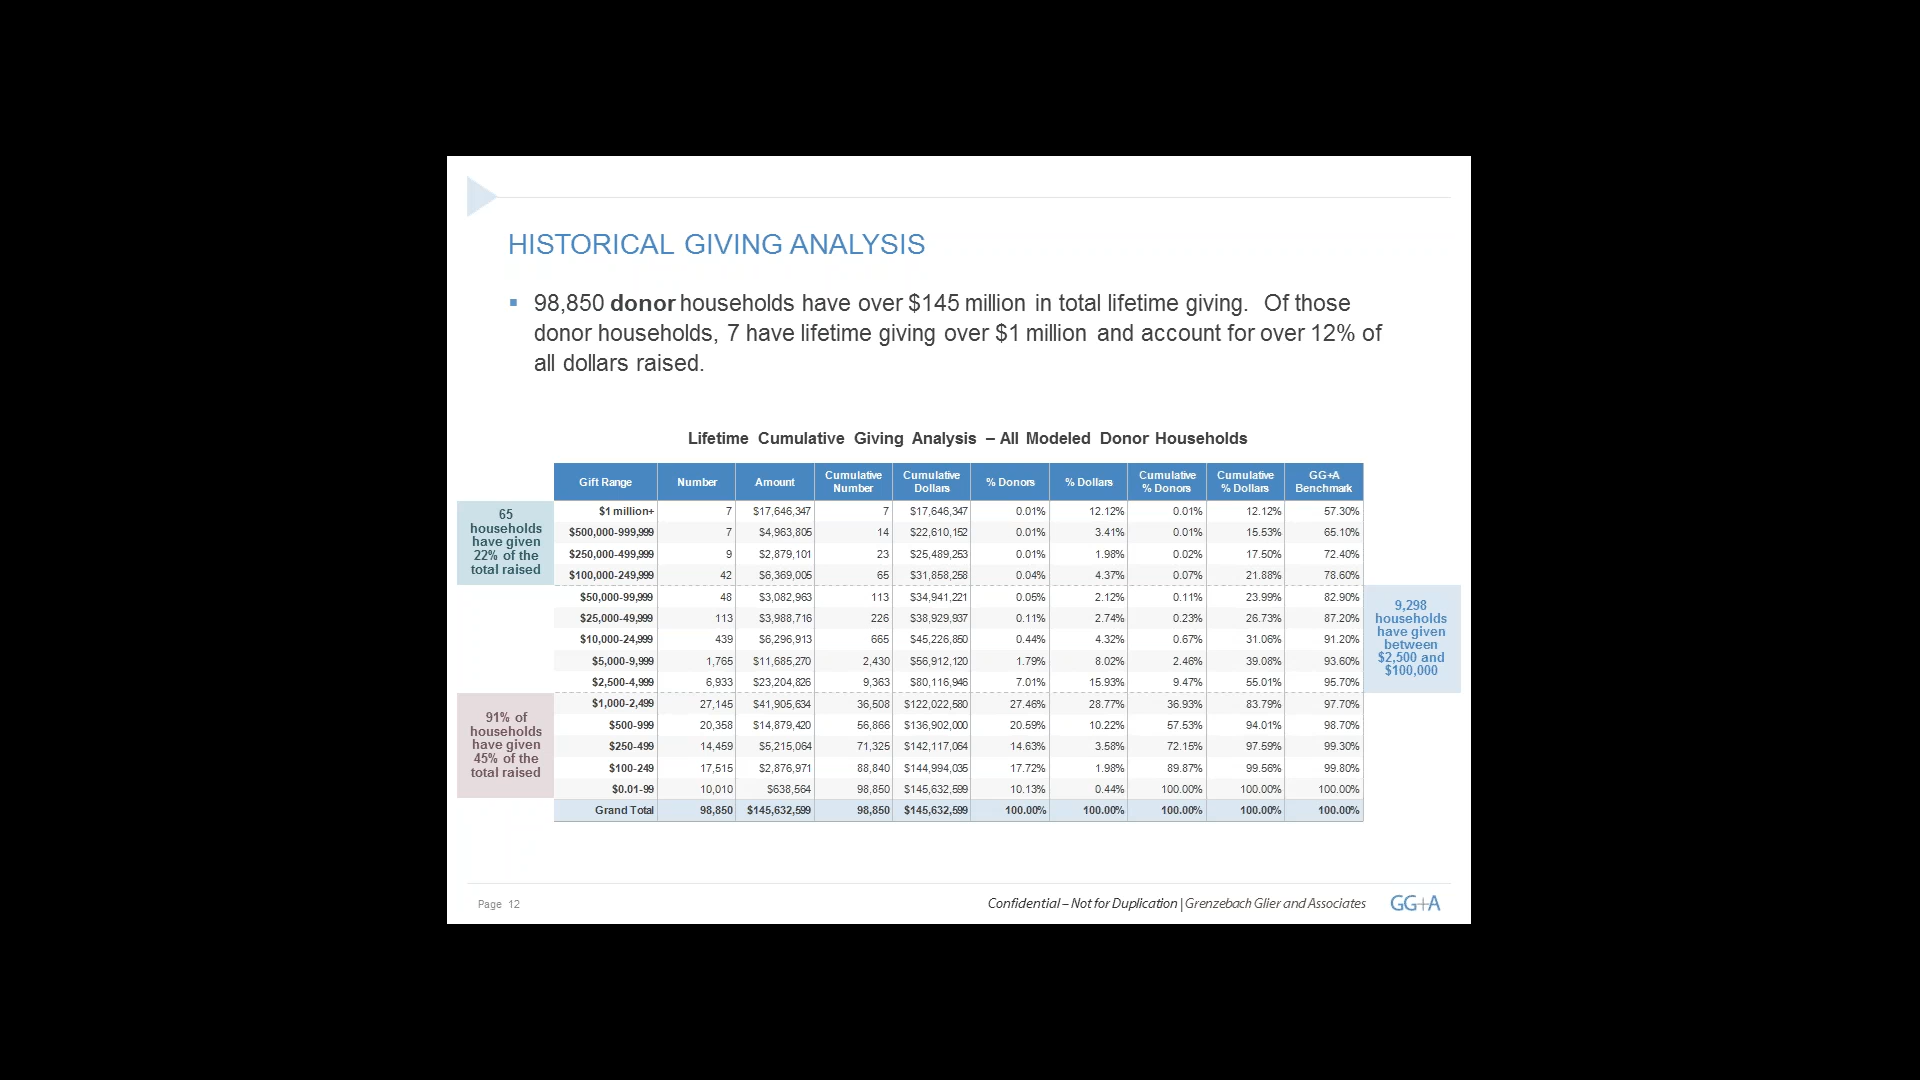 HISTORICAL GIVING ANALYSIS
▪ 98,850 donor households have over $145 million in total lifetime giving. Of those
donor households, 7 have lifetime giving over $1 million and account for over 12% of
all dollars raised.
Lifetime Cumulative Giving Analysis – All Modeled Donor Households
Gift Range Number Amount Cumulative Number Cumulative Dollars % Donors % Dollars Cumulative % Donors Cumulative % Dollars GG+A Benchmark
$1 million+ 7 $17,646,347 7 $17,646,347 0.01% 12.12% 0.01% 12.12% 57.30%
$500,000-999,999 7 $4,963,805 14 $22,610,152 0.01% 3.41% 0.01% 15.53% 65.10%
$250,000-499,999 9 $2,879,101 23 $25,489,253 0.01% 1.98% 0.02% 17.50% 72.40%
$100,000-249,999 42 $6,369,005 65 $31,858,258 0.04% 4.37% 0.07% 21.88% 78.60%
$50,000-99,999 48 $3,082,963 113 $34,941,221 0.05% 2.12% 0.11% 23.99% 82.90%
$25,000-49,999 113 $3,988,716 226 $38,929,937 0.11% 2.74% 0.23% 26.73% 87.20%
$10,000-24,999 439 $6,296,913 665 $45,226,850 0.44% 4.32% 0.67% 31.06% 91.20%
$5,000-9,999 1,765 $11,685,270 2,430 $56,912,120 1.79% 8.02% 2.46% 39.08% 93.60%
$2,500-4,999 6,933 $23,204,826 9,363 $80,116,946 7.01% 15.93% 9.47% 55.01% 95.70%
$1,000-2,499 27,145 $41,905,634 36,508 $122,022,580 27.46% 28.77% 36.93% 83.79% 97.70%
$500-999 20,358 $14,879,420 56,866 $136,902,000 20.59% 10.22% 57.53% 94.01% 98.70%
$250-499 14,459 $5,215,064 71,325 $142,117,064 14.63% 3.58% 72.15% 97.59% 99.30%
$100-249 17,515 $2,876,971 88,840 $144,994,035 17.72% 1.98% 89.87% 99.56% 99.80%
$0.01-99 10,010 $638,564 98,850 $145,632,599 10.13% 0.44% 100.00% 100.00% 100.00%
Grand Total 98,850 $145,632,599 98,850 $145,632,599 100.00% 100.00% 100.00% 100.00% 100.00%
65
households
have given
22% of the
total raised
9,298
households
have given
between
$2,500 and
$100,000
91% of
households
have given
45% of the
total raised
Page 12
Confidential – Not for Duplication | Grenzebach Glier and Associates
GG+A